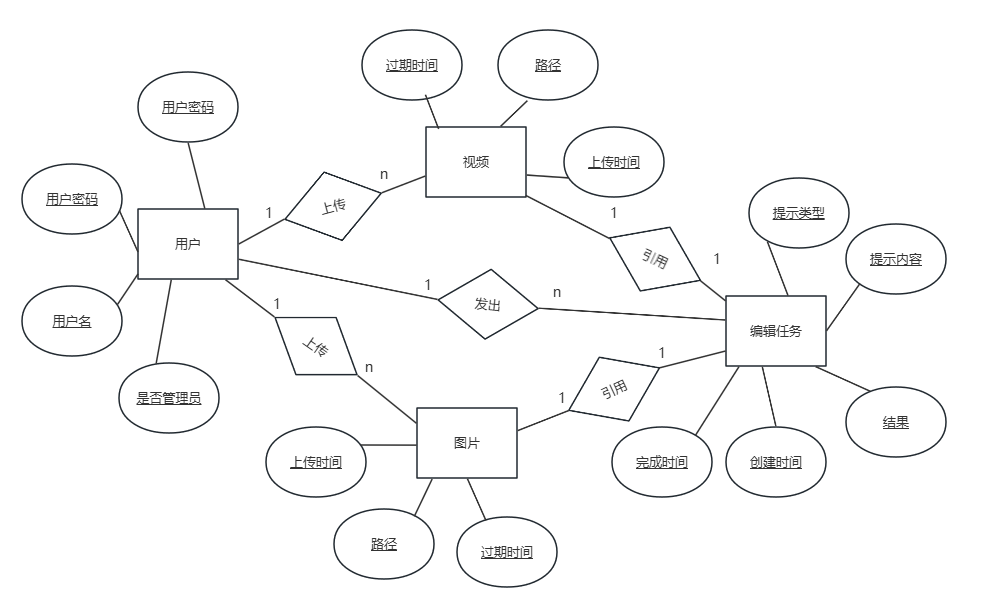 过期时间
路径
用户密码
视频
上传时间
n
用户密码
上传
1
1
提示类型
用户
引用
1
提示内容
1
n
发出
1
编辑任务
用户名
上传
1
n
引用
1
是否管理员
结果
图片
上传时间
完成时间
创建时间
路径
过期时间